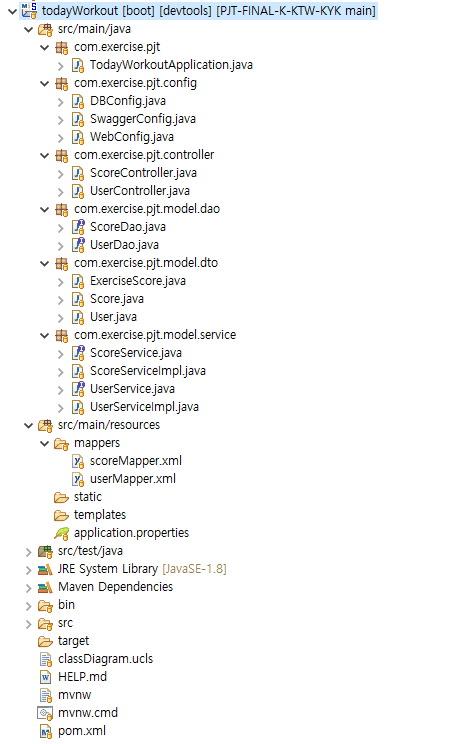 todayWorkout [boot] [devtools] [PJT-FINAL-K-KTW-KYK main]
src/main/java
com.exercise.pjt
TodayWorkoutApplication.java
com.exercise.pjt.config
DBConfig.java
SwaggerConfig.java
WebConfig.java
com.exercise.pjt.controller
ScoreController.java
UserController.java
com.exercise.pjt.model.dao
ScoreDao.java
UserDao.java
com.exercise.pjt.model.dto
ExerciseScore.java
Score.java
User.java
com.exercise.pjt.model.service
ScoreService.java
ScoreServiceImpl.java
UserService.java
UserServiceImpl.java
src/main/resources
mappers
scoreMapper.xml
userMapper.xml
static
templates
application.properties
src/test/java
JRE System Library [JavaSE-1.8]
Maven Dependencies
bin
src
target
classDiagram.ucls
HELP.md
mvnw
mvnw.cmd
pom.xml